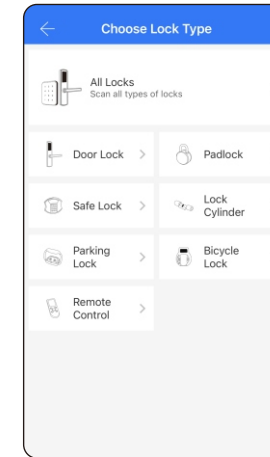 Choose Lock Type
All Locks
Scan all types of locks
Door Lock
Padlock
Safe Lock
Lock
Cylinder
Parking
Lock
Bicycle
Lock
Remote
Control